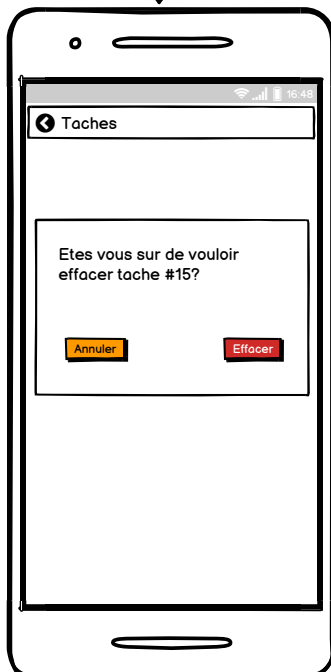 16:48
Taches
Etes vous sur de vouloir
effacer tache #15?
Annuler
Effacer